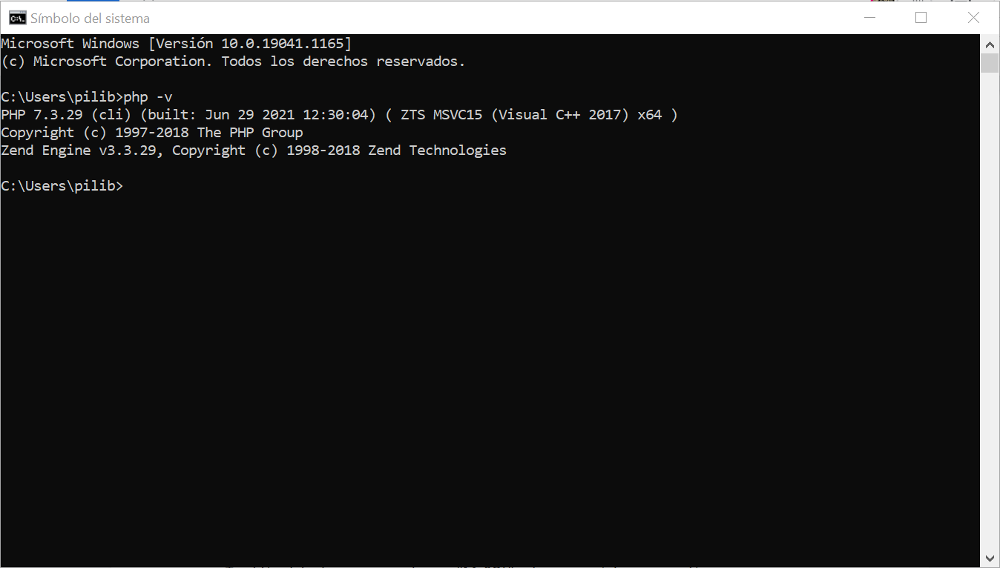 Símbolo del sistema
Microsoft Windows [Versión 10.0.19041.1165]
(c) Microsoft Corporation. Todos los derechos reservados.
C:\Users\pilib>php -v
PHP 7.3.29 (cli) (built: Jun 29 2021 12:30:04) ( ZTS MSVC15 (Visual C++ 2017) x64 )
Copyright (c) 1997-2018 The PHP Group
Zend Engine v3.3.29, Copyright (c) 1998-2018 Zend Technologies
C:\Users\pilib>